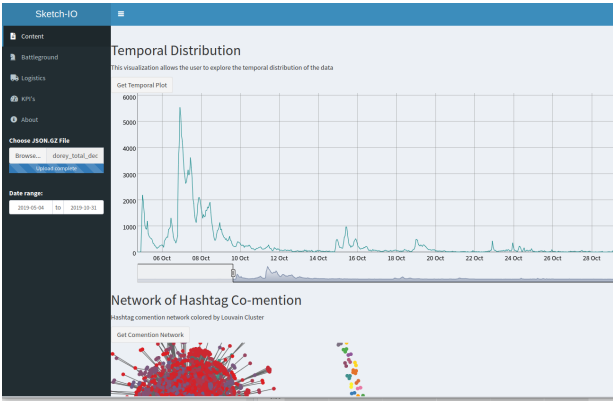 Sketch-IO
Content
Battleground
Logistics
KPI's
About
Choose JSON.GZ File
Browse... dorey_total_dec
Upload complete
Date range:
2019-05-04 to 2019-10-31
Temporal Distribution
This visualization allows the user to explore the temporal distribution of the data
Get Temporal Plot
6000
5000
4000
3000
2000
1000
0
06 Oct 08 Oct 10 Oct 12 Oct 14 Oct 16 Oct 18 Oct 20 Oct 22 Oct 24 Oct 26 Oct 28 Oct
Network of Hashtag Co-mention
Hashtag comention network colored by Louvain Cluster
Get Comention Network